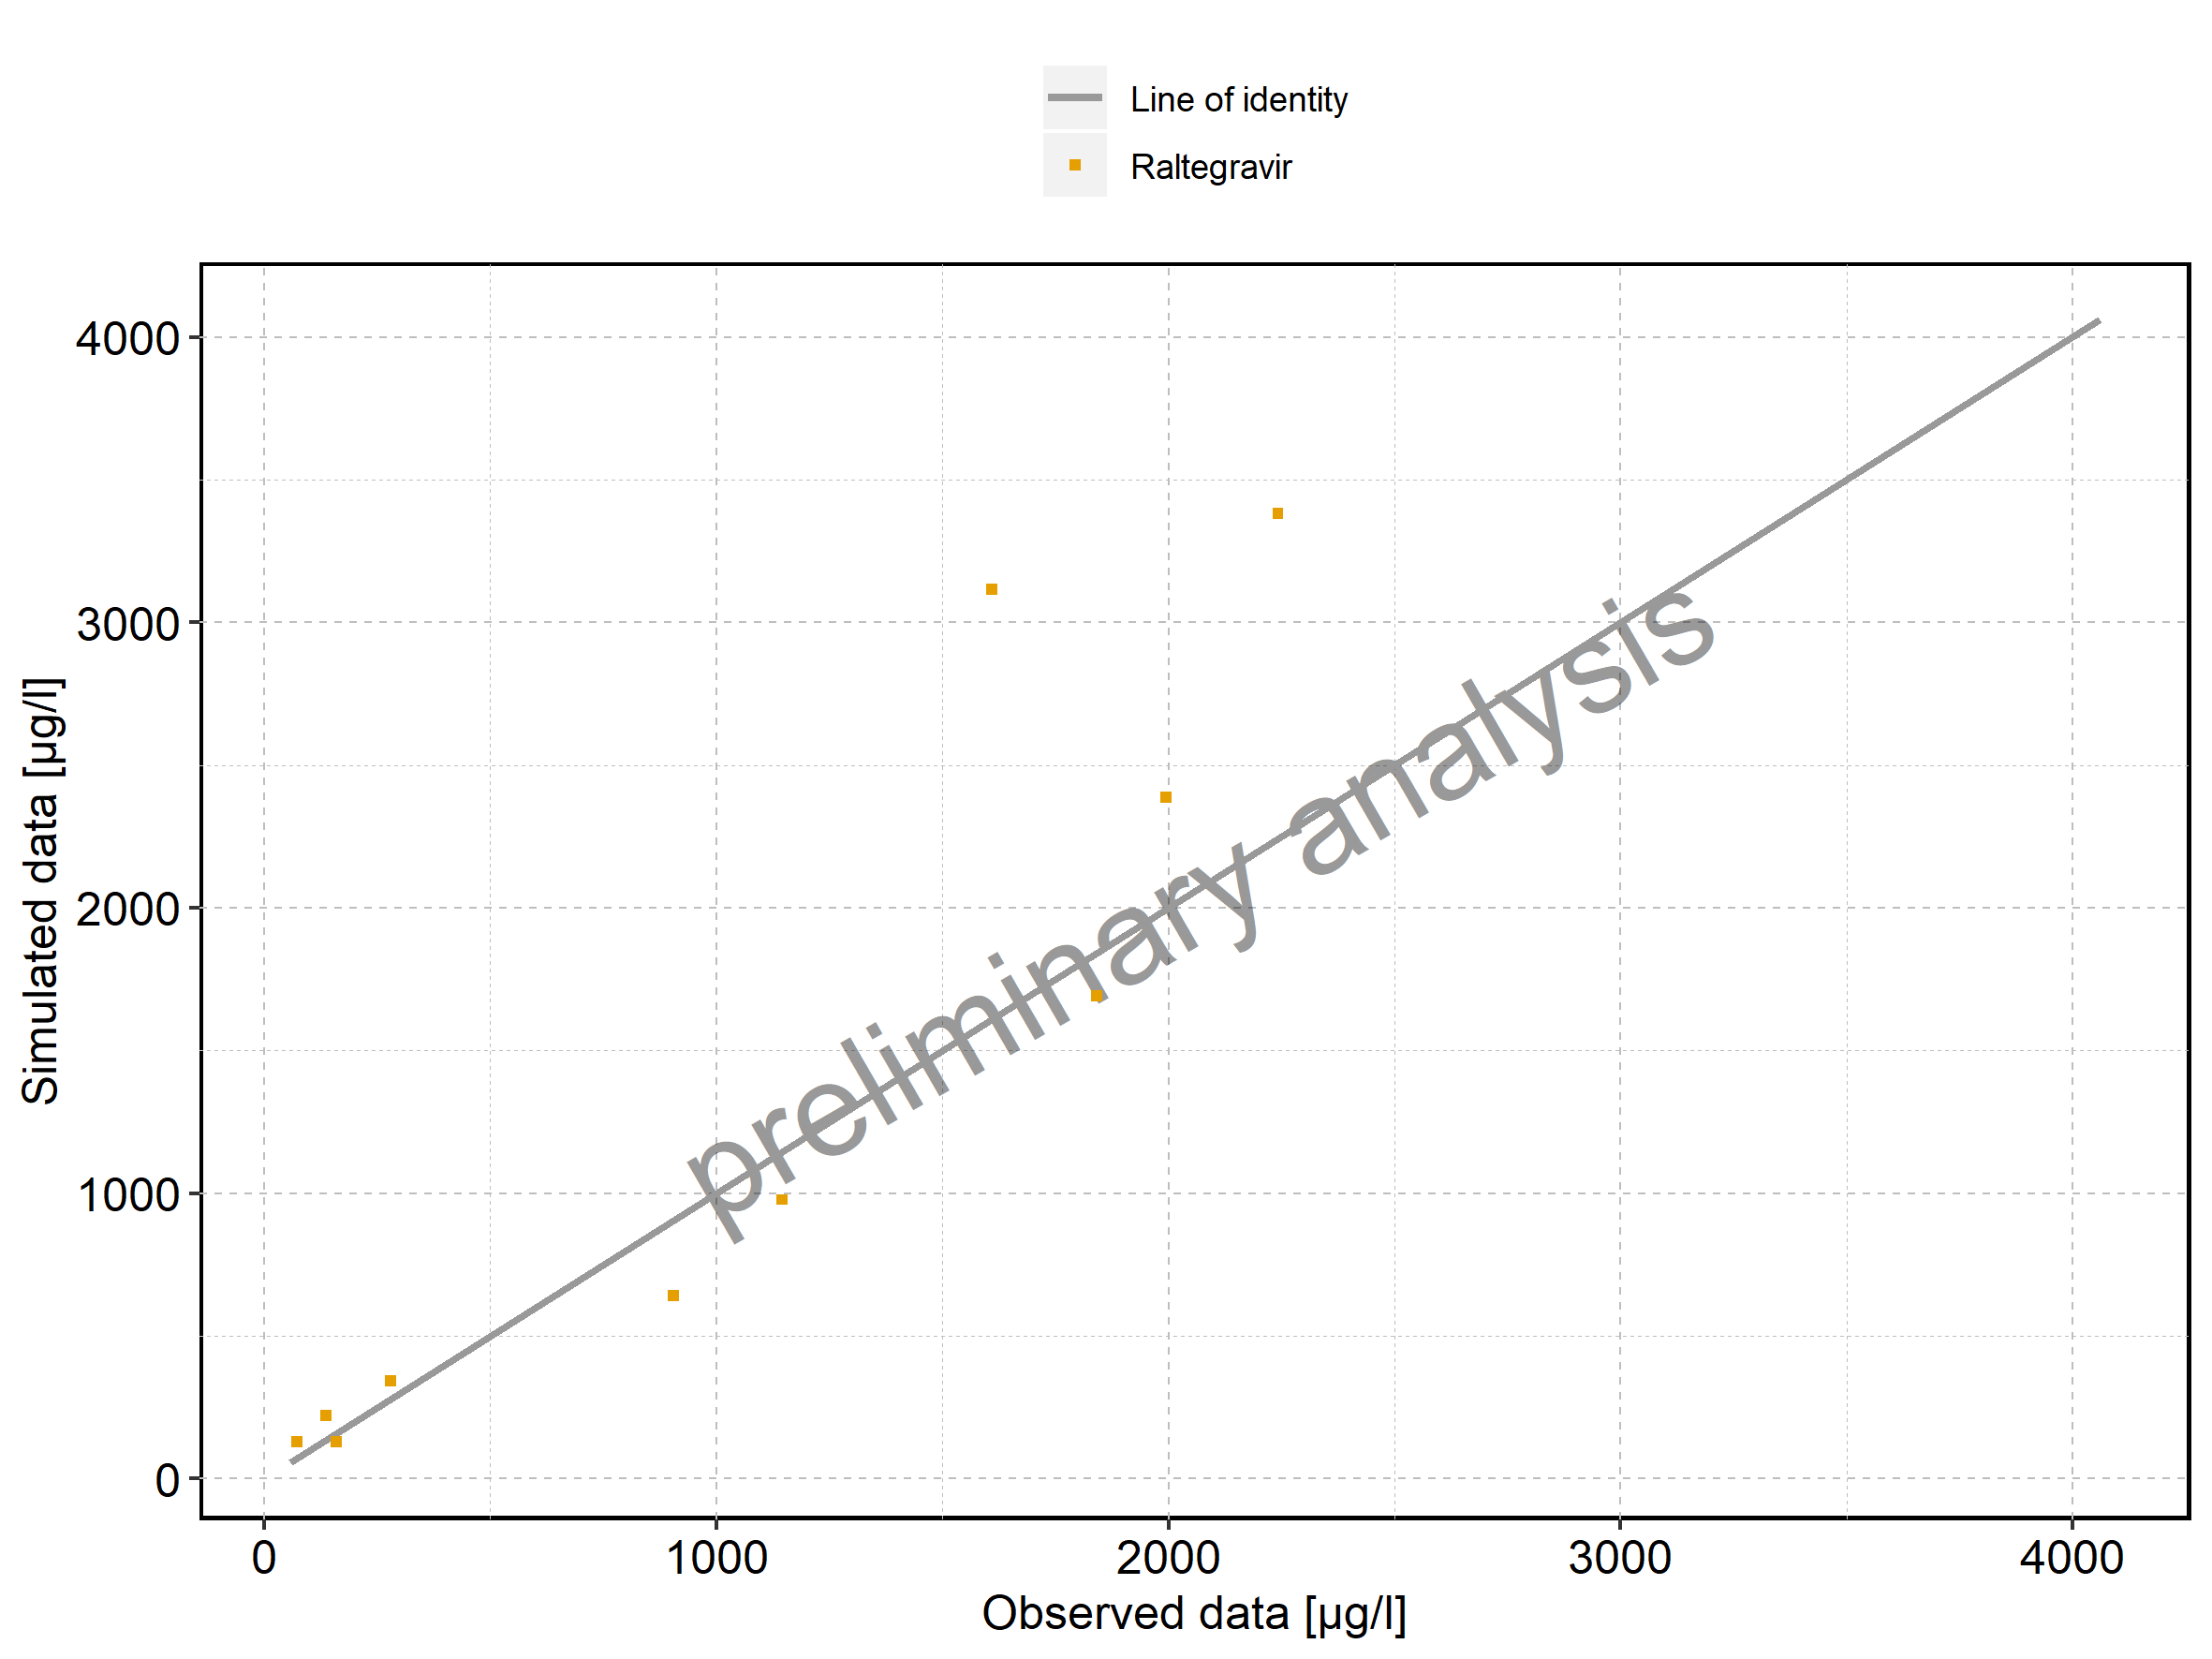 Line of identity
Raltegravir
4000
3000
2000
1000
0
Simulated data [µg/l]
preliminary analysis
0 1000 2000 3000 4000
Observed data [µg/l]